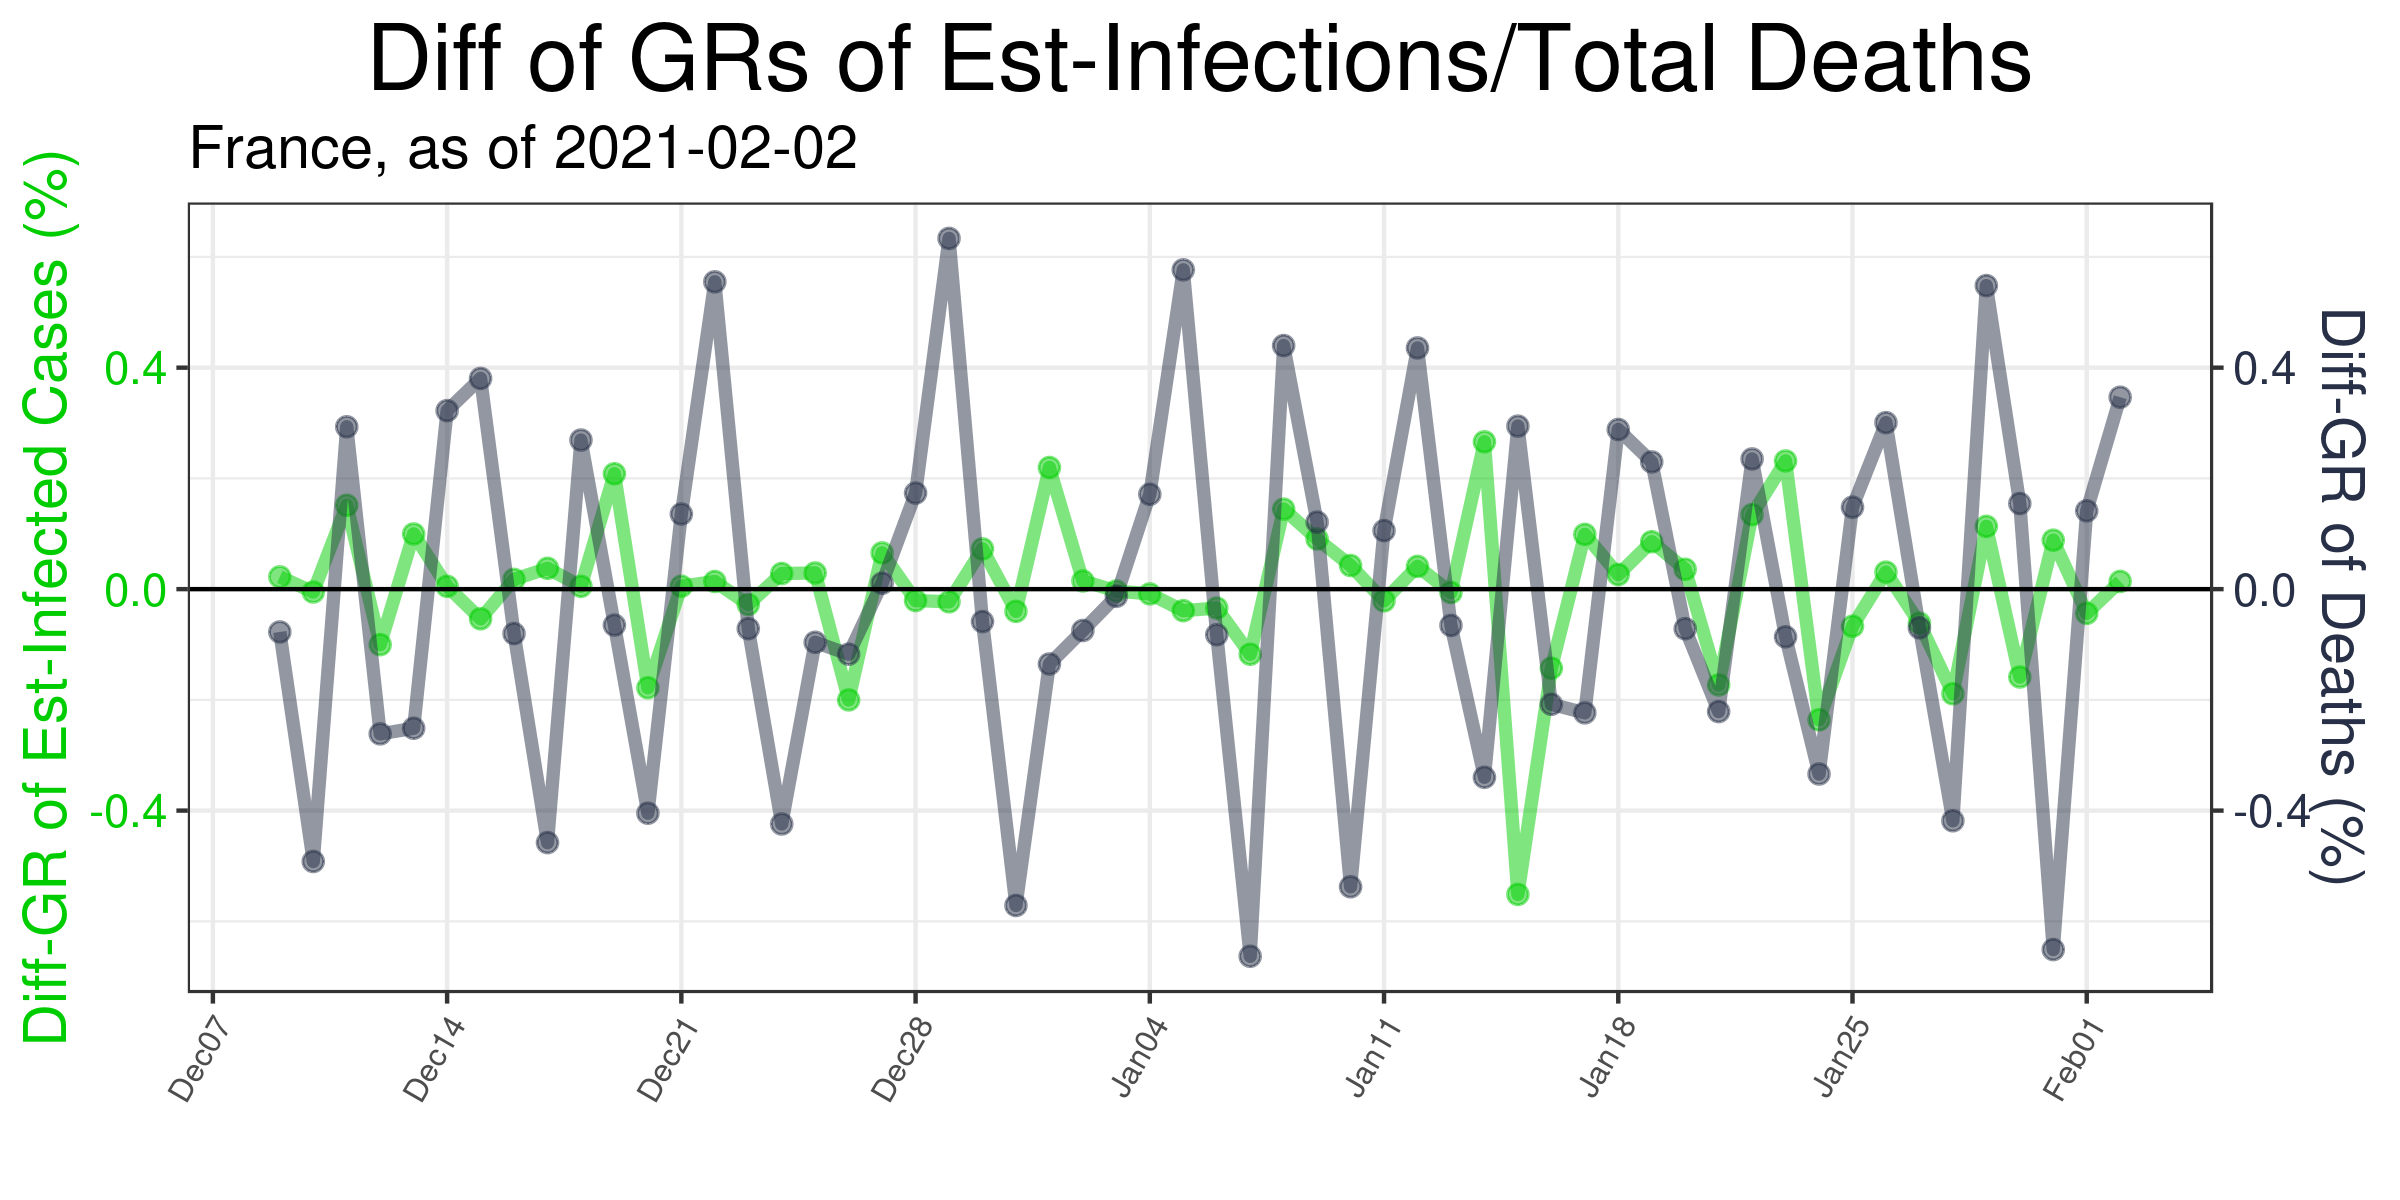 Diff of GRs of Est-Infections/Total Deaths
France, as of 2021-02-02
Diff-GR of Est-Infected Cases (%)
0.4
0.0
-0.4
0.4
0.0
-0.4
Diff-GR of Deaths (%)
Dec07
Dec14
Dec21
Dec28
Jan04
Jan11
Jan18
Jan25
Feb01